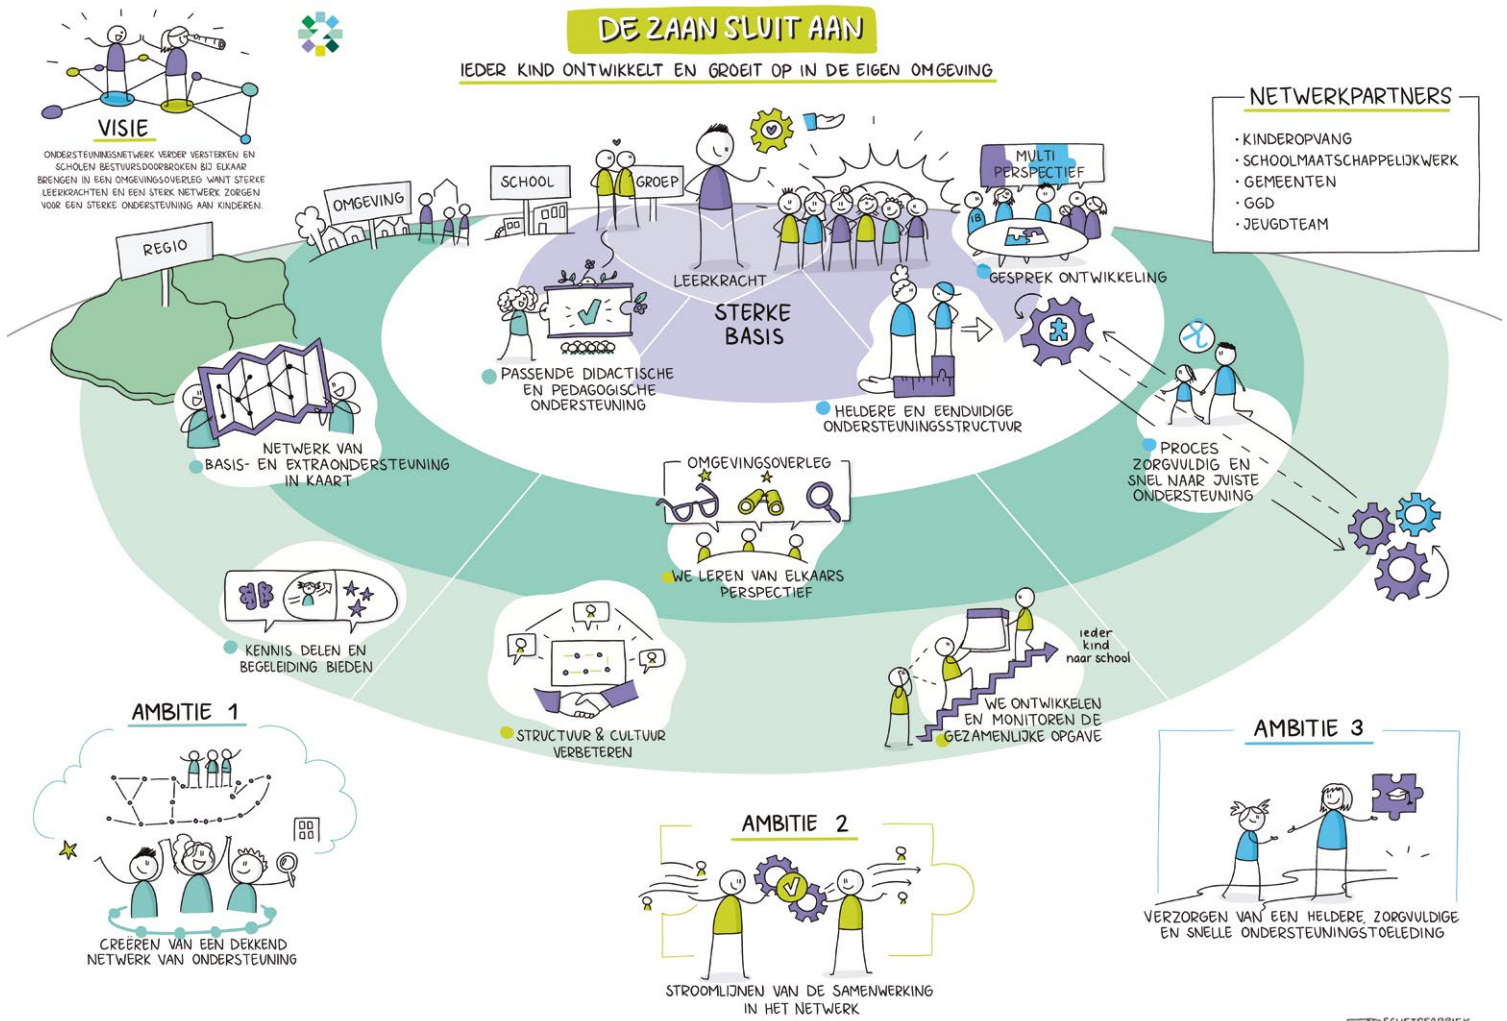 DE ZAAN SLUIT AAN
IEDER KIND ONTWIKKELT EN GROEIT OP IN DE EIGEN OMGEVING
VISIE
ONDERSTEUNINGSNETWERK VERDER VERSTERKEN EN
SCHOLEN BESTUURSDOORBROKEN BIJ ELKAAR
BRENGEN IN EEN OMGEVINGSOVERLEG WANT STERKE
LEERKRACHTEN EN EEN STERK NETWERK ZORGEN
VOOR EEN STERKE ONDERSTEUNING AAN KINDEREN.
NETWERKPARTNERS
· KINDEROPVANG
· SCHOOLMAATSCHAPPELIJKWERK
· GEMEENTEN
· GGD
· JEUGDTEAM
REGIO
OMGEVING
SCHOOL
GROEP
LEERKRACHT
STERKE
BASIS
MULTI
PERSPECTIEF
IB
GESPREK ONTWIKKELING
PASSENDE DIDACTISCHE
EN PEDAGOGISCHE
ONDERSTEUNING
HELDERE EN EENDUIDIGE
ONDERSTEUNINGSSTRUCTUUR
NETWERK VAN
BASIS- EN EXTRAONDERSTEUNING
IN KAART
OMGEVINGSOVERLEG
WE LEREN VAN ELKAARS
PERSPECTIEF
PROCES
ZORGVULDIG EN
SNEL NAAR JUISTE
ONDERSTEUNING
KENNIS DELEN EN
BEGELEIDING BIEDEN
STRUCTUUR & CULTUUR
VERBETEREN
ieder
kind
naar school
WE ONTWIKKELEN
EN MONITOREN DE
GEZAMENLIJKE OPGAVE
AMBITIE 1
CREËREN VAN EEN DEKKEND
NETWERK VAN ONDERSTEUNING
AMBITIE 2
STROOMLIJNEN VAN DE SAMENWERKING
IN HET NETWERK
AMBITIE 3
VERZORGEN VAN EEN HELDERE, ZORGVULDIGE
EN SNELLE ONDERSTEUNINGSTOELEDING